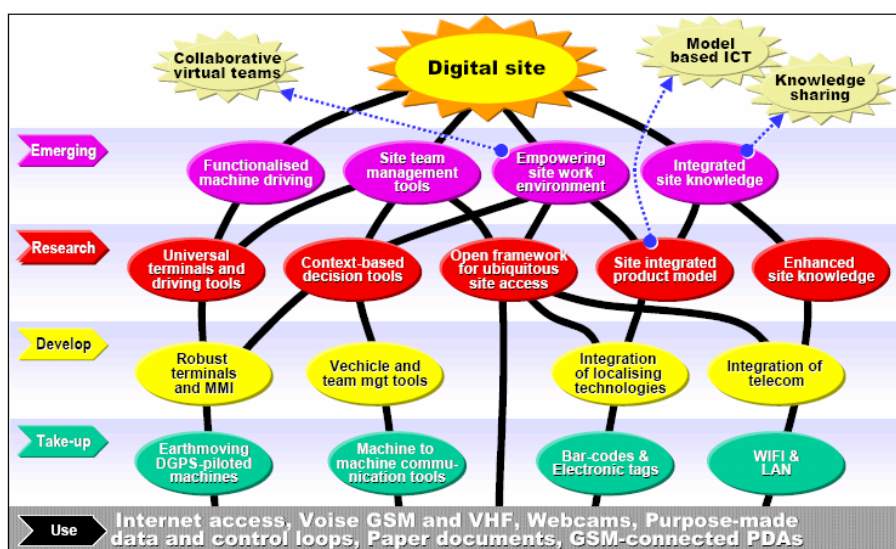 Collaborative
virtual teams
Digital site
Model
based ICT
Knowledge
sharing
Emerging
Functionalised
machine driving
Site team
management
tools
Empowering
site work
environment
Integrated
site knowledge
Research
Universal
terminals and
driving tools
Context-based
decision tools
Open framework
for ubiquitous
site access
Site integrated
product model
Enhanced
site knowledge
Develop
Robust
terminals
and MMI
Vechicle and
team mgt tools
Integration
of localising
technologies
Integration of
telecom
Take-up
Earthmoving
DGPS-piloted
machines
Machine to
machine commu-
nication tools
Bar-codes &
Electronic tags
WIFI &
LAN
Use
Internet access, Voise GSM and VHF, Webcams, Purpose-made
data and control loops, Paper documents, GSM-connected PDAs